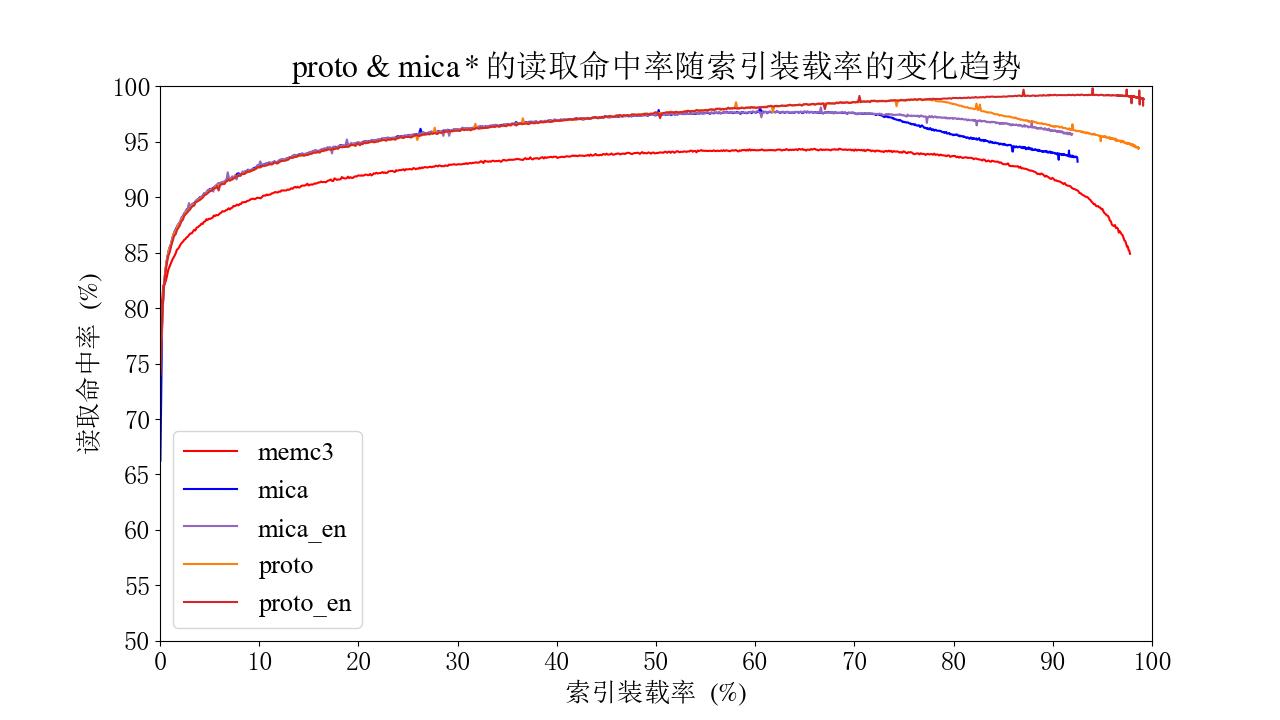 proto & mica* 的读取命中率随索引装载率的变化趋势
100
95
90
85
80
75
70
65
60
55
50
读取命中率 (%)
memc3
mica
mica_en
proto
proto_en
0 10 20 30 40 50 60 70 80 90 100
索引装载率 (%)